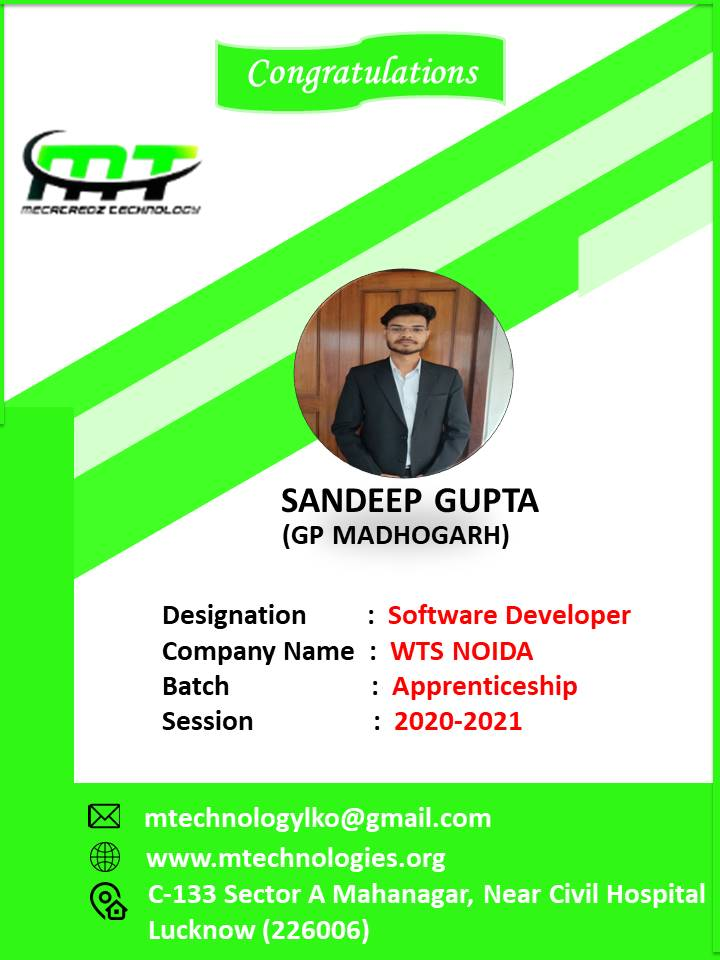 Congratulations
MT
MECATREDZ TECHNOLOGY
SANDEEP GUPTA
(GP MADHOGARH)
Designation : Software Developer
Company Name : WTS NOIDA
Batch : Apprenticeship
Session : 2020-2021
mtechnologylko@gmail.com
www.mtechnologies.org
C-133 Sector A Mahanagar, Near Civil Hospital
Lucknow (226006)